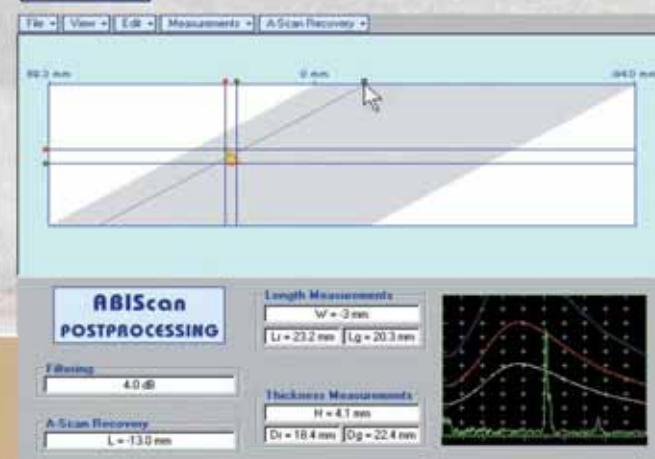 File View Edit Measurements A-Scan Recovery
0 mm
ABIScan
POSTPROCESSING
Filtering
4.0 dB
A-Scan Recovery
L = -13.0 mm
Length Measurements
W = -3 mm
Lr = 23.2 mm Lg = 20.3 mm
Thickness Measurements
H = 4.1 mm
Dr = 18.4 mm Dg = 22.4 mm